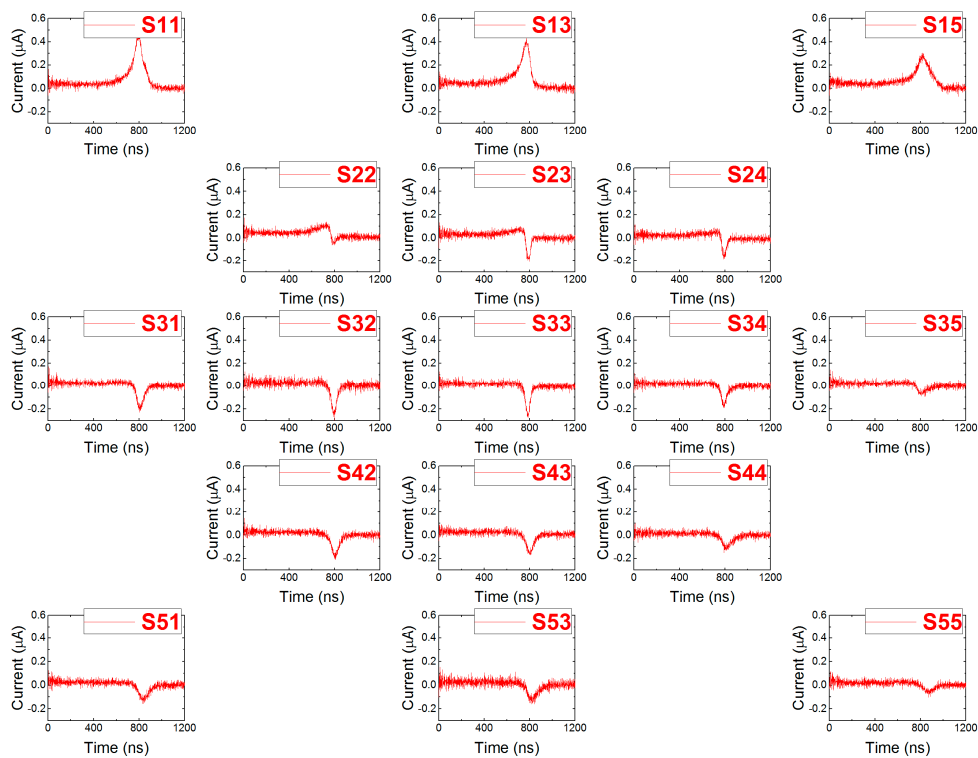 S11 S13 S15
0.6 0.6 0.6
0.4 0.4 0.4
0.2 0.2 0.2
0.0 0.0 0.0
-0.2 -0.2 -0.2
Current (μA) Current (μA) Current (μA)
0 400 800 1200 0 400 800 1200 0 400 800 1200
Time (ns) Time (ns) Time (ns)
S22 S23 S24
0.6 0.6 0.6
0.4 0.4 0.4
0.2 0.2 0.2
0.0 0.0 0.0
-0.2 -0.2 -0.2
Current (μA) Current (μA) Current (μA)
0 400 800 1200 0 400 800 1200 0 400 800 1200
Time (ns) Time (ns) Time (ns)
S31 S32 S33 S34 S35
0.6 0.6 0.6 0.6 0.6
0.4 0.4 0.4 0.4 0.4
0.2 0.2 0.2 0.2 0.2
0.0 0.0 0.0 0.0 0.0
-0.2 -0.2 -0.2 -0.2 -0.2
Current (μA) Current (μA) Current (μA) Current (μA) Current (μA)
0 400 800 1200 0 400 800 1200 0 400 800 1200 0 400 800 1200 0 400 800 1200
Time (ns) Time (ns) Time (ns) Time (ns) Time (ns)
S42 S43 S44
0.6 0.6 0.6
0.4 0.4 0.4
0.2 0.2 0.2
0.0 0.0 0.0
-0.2 -0.2 -0.2
Current (μA) Current (μA) Current (μA)
0 400 800 1200 0 400 800 1200 0 400 800 1200
Time (ns) Time (ns) Time (ns)
S51 S53 S55
0.6 0.6 0.6
0.4 0.4 0.4
0.2 0.2 0.2
0.0 0.0 0.0
-0.2 -0.2 -0.2
Current (μA) Current (μA) Current (μA)
0 400 800 1200 0 400 800 1200 0 400 800 1200
Time (ns) Time (ns) Time (ns)